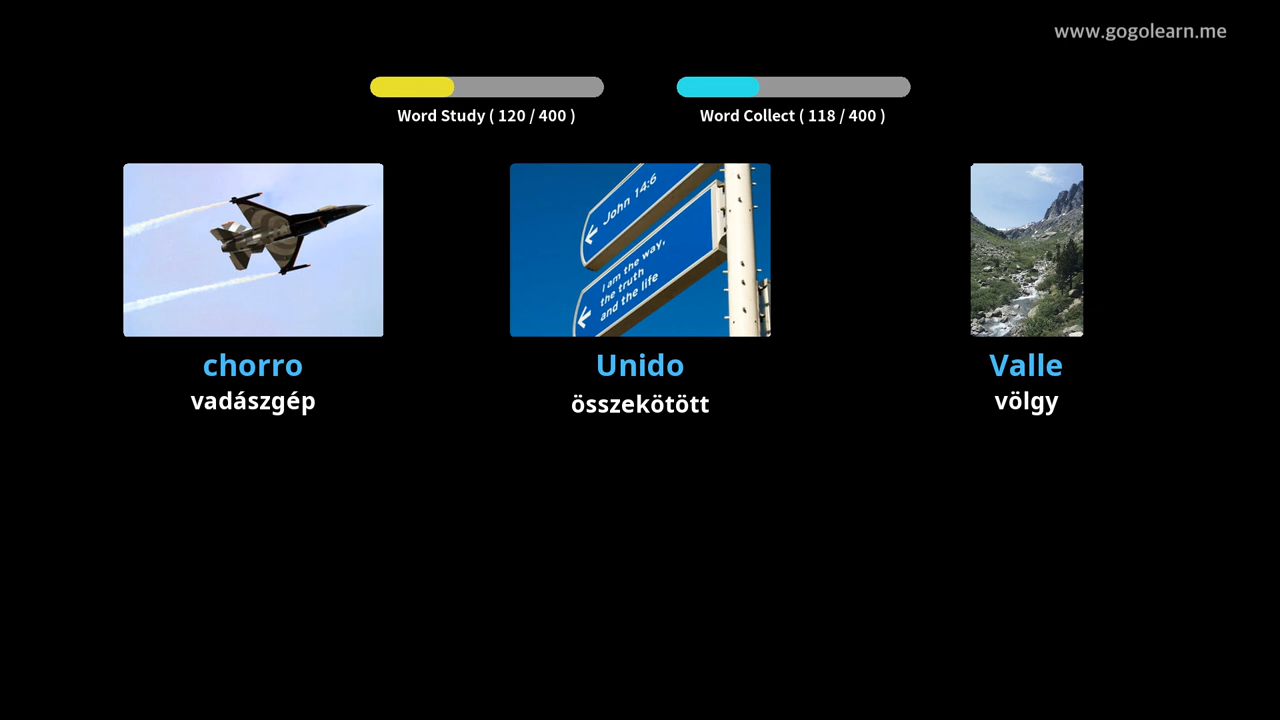 www.gogolearn.me
Word Study ( 120 / 400 )
Word Collect ( 118 / 400 )
John 14:6
I am the way,
the truth
and the life
chorro
vadászgép
Unido
összekötött
Valle
völgy